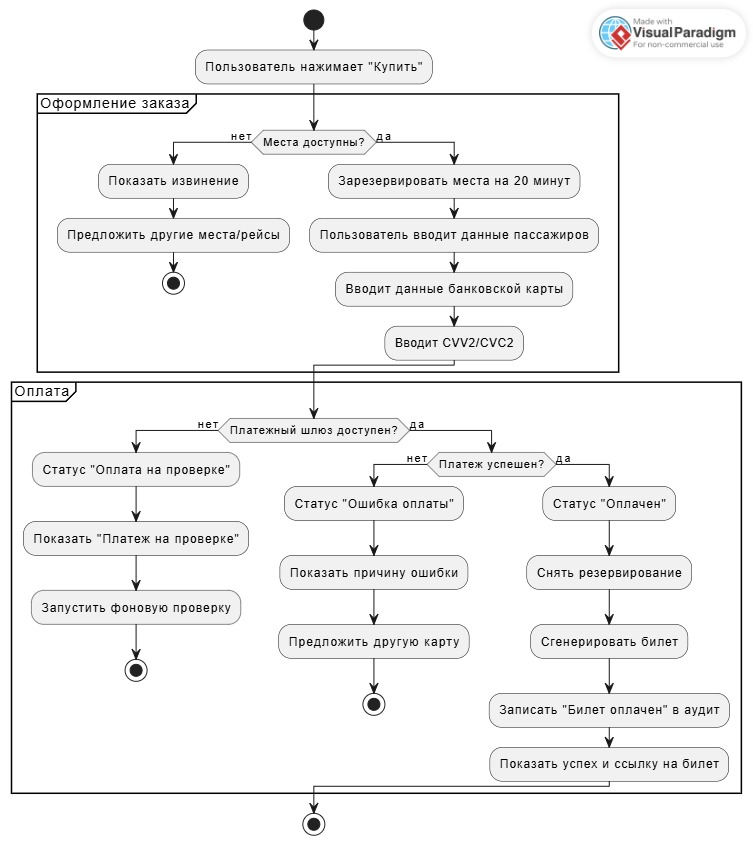 Made with
VisualParadigm
For non-commercial use
Пользователь нажимает "Купить"
Оформление заказа
нет
Места доступны?
да
Показать извинение
Зарезервировать места на 20 минут
Предложить другие места/рейсы
Пользователь вводит данные пассажиров
Вводит данные банковской карты
Вводит CVV2/CVC2
Оплата
нет
Платежный шлюз доступен?
да
Статус "Оплата на проверке"
нет
Платеж успешен?
да
Статус "Ошибка оплаты"
Статус "Оплачен"
Показать "Платеж на проверке"
Показать причину ошибки
Снять резервирование
Запустить фоновую проверку
Предложить другую карту
Сгенерировать билет
Записать "Билет оплачен" в аудит
Показать успех и ссылку на билет